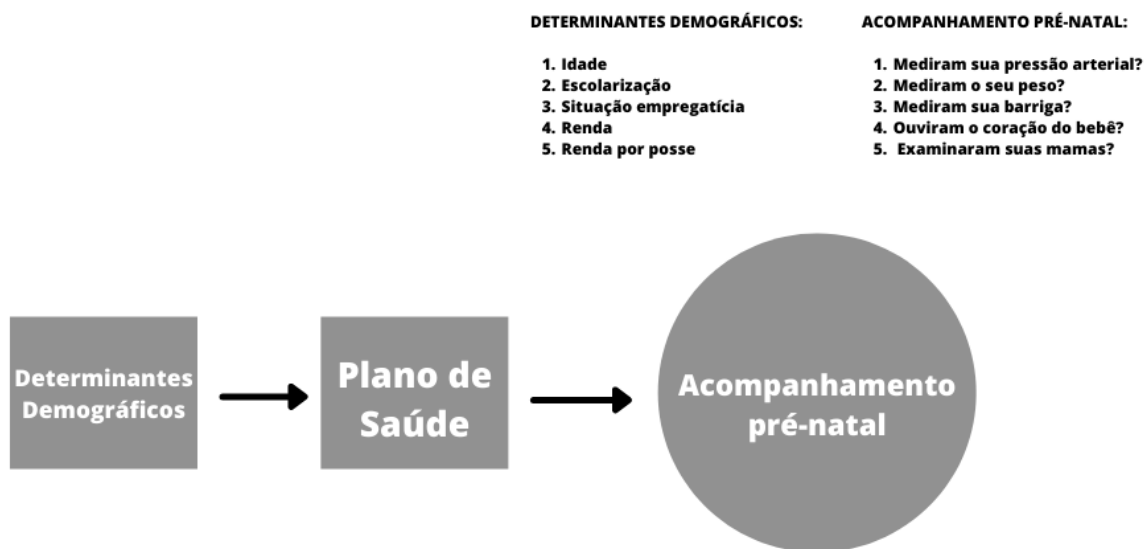 DETERMINANTES DEMOGRÁFICOS:
1. Idade
2. Escolarização
3. Situação empregatícia
4. Renda
5. Renda por posse
ACOMPANHAMENTO PRÉ-NATAL:
1. Mediram sua pressão arterial?
2. Mediram o seu peso?
3. Mediram sua barriga?
4. Ouviram o coração do bebê?
5. Examinaram suas mamas?
Determinantes
Demográficos
Plano de
Saúde
Acompanhamento
pré-natal